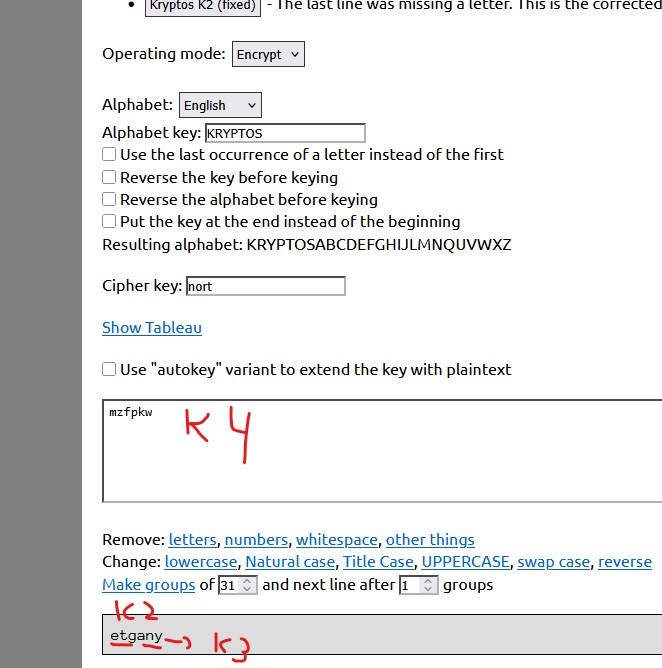 Kryptos K2 (fixed) - The last line was missing a letter. This is the corrected
Operating mode: Encrypt
Alphabet: English
Alphabet key: KRYPTOS
Use the last occurrence of a letter instead of the first
Reverse the key before keying
Reverse the alphabet before keying
Put the key at the end instead of the beginning
Resulting alphabet: KRYPTOSABCDEFGHIJLMNQUVWXZ
Cipher key: nort
Show Tableau
Use "autokey" variant to extend the key with plaintext
mzfpkw
K 4
Remove: letters, numbers, whitespace, other things
Change: lowercase, Natural case, Title Case, UPPERCASE, swap case, reverse
Make groups of 31 and next line after 1 groups
K2
etgany → K3